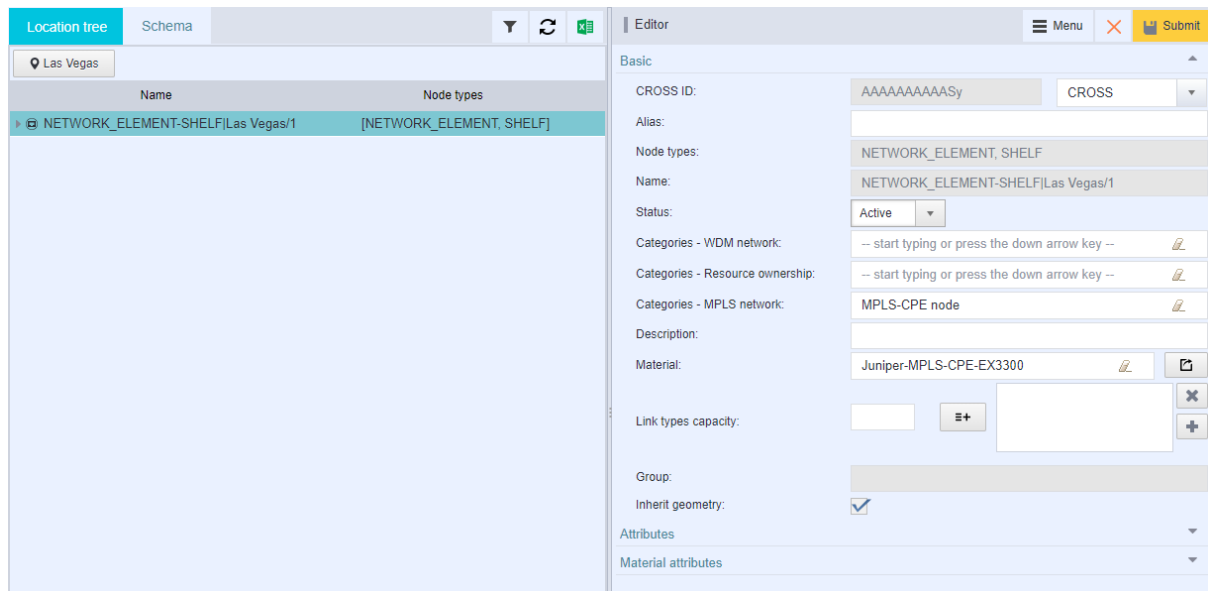 Location tree
Schema
Editor
Menu
Submit
Las Vegas
Name Node types
NETWORK_ELEMENT-SHELF|Las Vegas/1 [NETWORK_ELEMENT, SHELF]
Basic
CROSS ID: AAAAAAAAAASy CROSS
Alias:
Node types: NETWORK_ELEMENT, SHELF
Name: NETWORK_ELEMENT-SHELF|Las Vegas/1
Status: Active
Categories - WDM network: -- start typing or press the down arrow key --
Categories - Resource ownership: -- start typing or press the down arrow key --
Categories - MPLS network: MPLS-CPE node
Description:
Material: Juniper-MPLS-CPE-EX3300
Link types capacity:
Group:
Inherit geometry:
Attributes
Material attributes